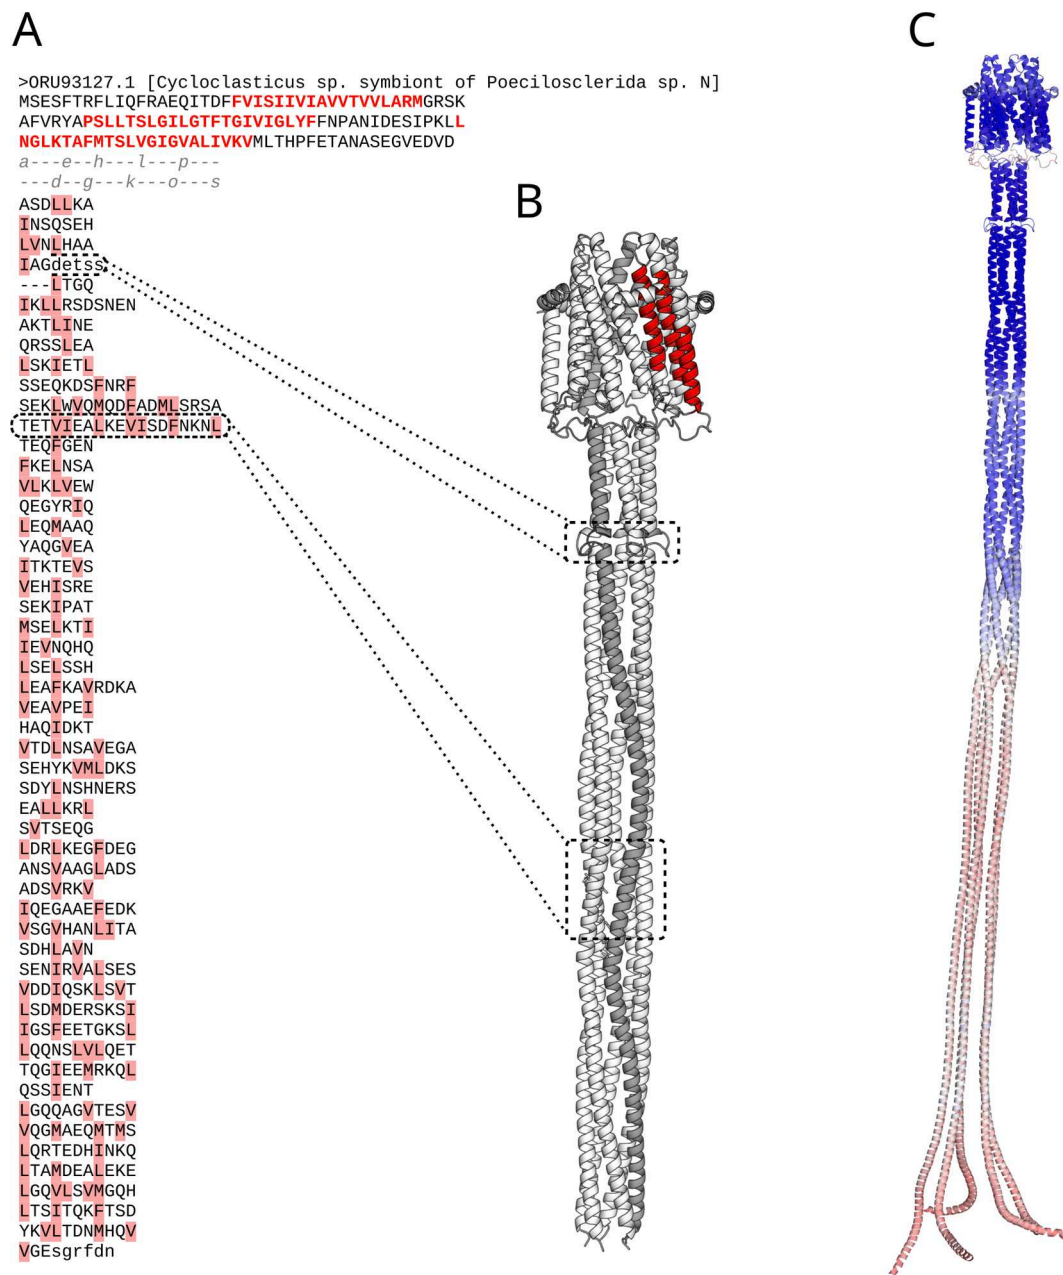 A
>ORU93127.1 [Cycloclasticus sp. symbiont of Poecilosclerida sp. N]
MSESFTRFLIQFRAEQITDFFVISIIVIAVVTVVLARMGRSK
AFVRYAPSLLTSLGILGTFTGIVIGLYFFNPANIDESIPKLL
NGLKTAFMTSLVGIGVALIVKVMLTHPFETANASEGVEDVD
a---e--h---l---p---
---d--g---k---o---s
ASDLLKA
INSQSEH
LVNLHAA
IAGdetss
---LTGQ
IKLLRSDSNEN
AKTLINE
QRSSLEA
LSKIETL
SSEQKDSFNRF
SEKLWVQMQDFADMLSRSA
TETVIEALKEVISDFNKNL
TEQFGEN
FKELNSA
VLKLVEW
QEGYRIQ
LEQMAAQ
YAQGVEA
ITKTEVS
VEHISRE
SEKIPAT
MSELKTI
IEVNQHQ
LSELSSH
LEAFKAVRDKA
VEAVPEI
HAQIDKT
VTDLNSAVEGA
SEHYKVMLDKS
SDYLNSHNERS
EALLKRL
SVTSEQG
LDRLKEGFDEG
ANSVAAGLADS
ADSVRKV
IQEGAAEFEDK
VSGVHANLITA
SDHLAVN
SENIRVALSES
VDDIQSKLSVT
LSDMDERSKSI
IGSFEETGKSL
LQQNSLVLQET
TQGIEEMRKQL
QSSIENT
LGQQAGVTESV
VQGMAEQMTMS
LQRTEDHINKQ
LTAMDEALEKE
LGQVLSVMGQH
LTSITQKFTSD
YKVLTDNMHQV
VGEsgrfdn
B
C